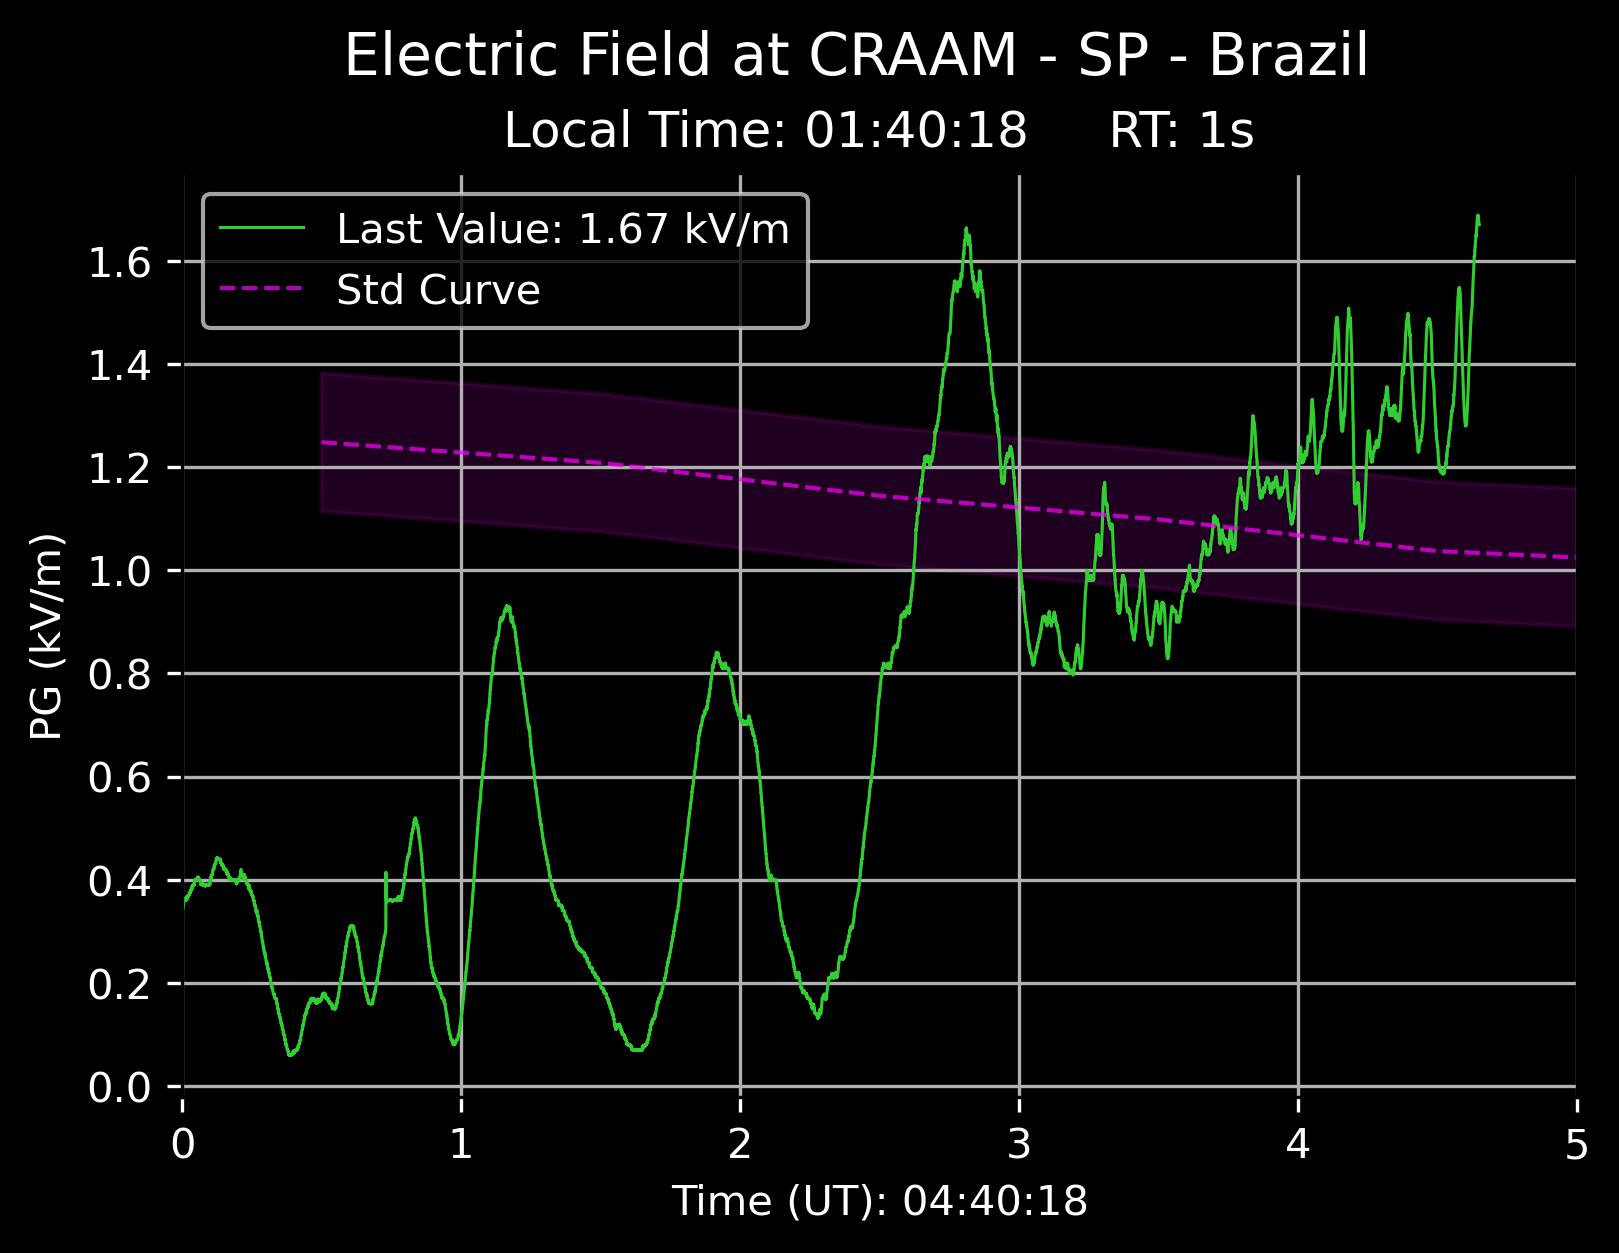 Electric Field at CRAAM - SP - Brazil
Local Time: 01:40:18 RT: 1s
Last Value: 1.67 kV/m
Std Curve
1.6
1.4
1.2
1.0
0.8
0.6
0.4
0.2
0.0
PG (kV/m)
0 1 2 3 4 5
Time (UT): 04:40:18